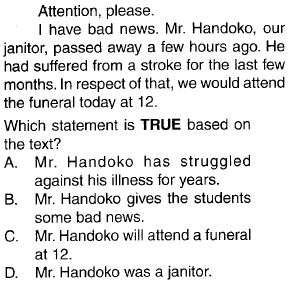 Attention, please.
I have bad news. Mr. Handoko, our
janitor, passed away a few hours ago. He
had suffered from a stroke for the last few
months. In respect of that, we would attend
the funeral today at 12.
Which statement is TRUE based on
the text?
A. Mr. Handoko has struggled
against his illness for years.
B. Mr. Handoko gives the students
some bad news.
C. Mr. Handoko will attend a funeral
at 12.
D. Mr. Handoko was a janitor.